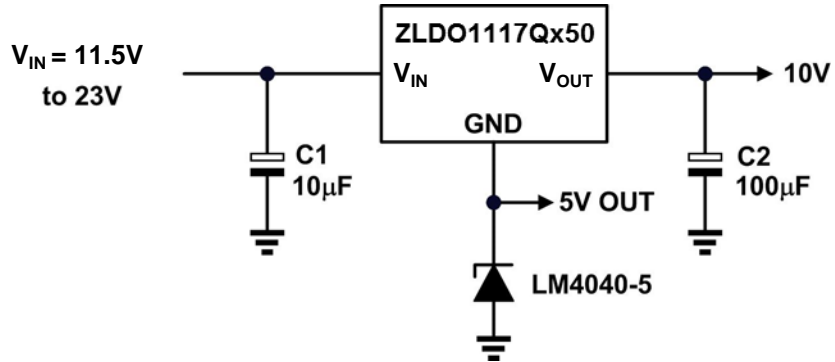 ZLDO1117Qx50
V_IN = 11.5V
to 23V
V_IN
V_OUT
10V
GND
C1
10μF
C2
100μF
5V OUT
LM4040-5